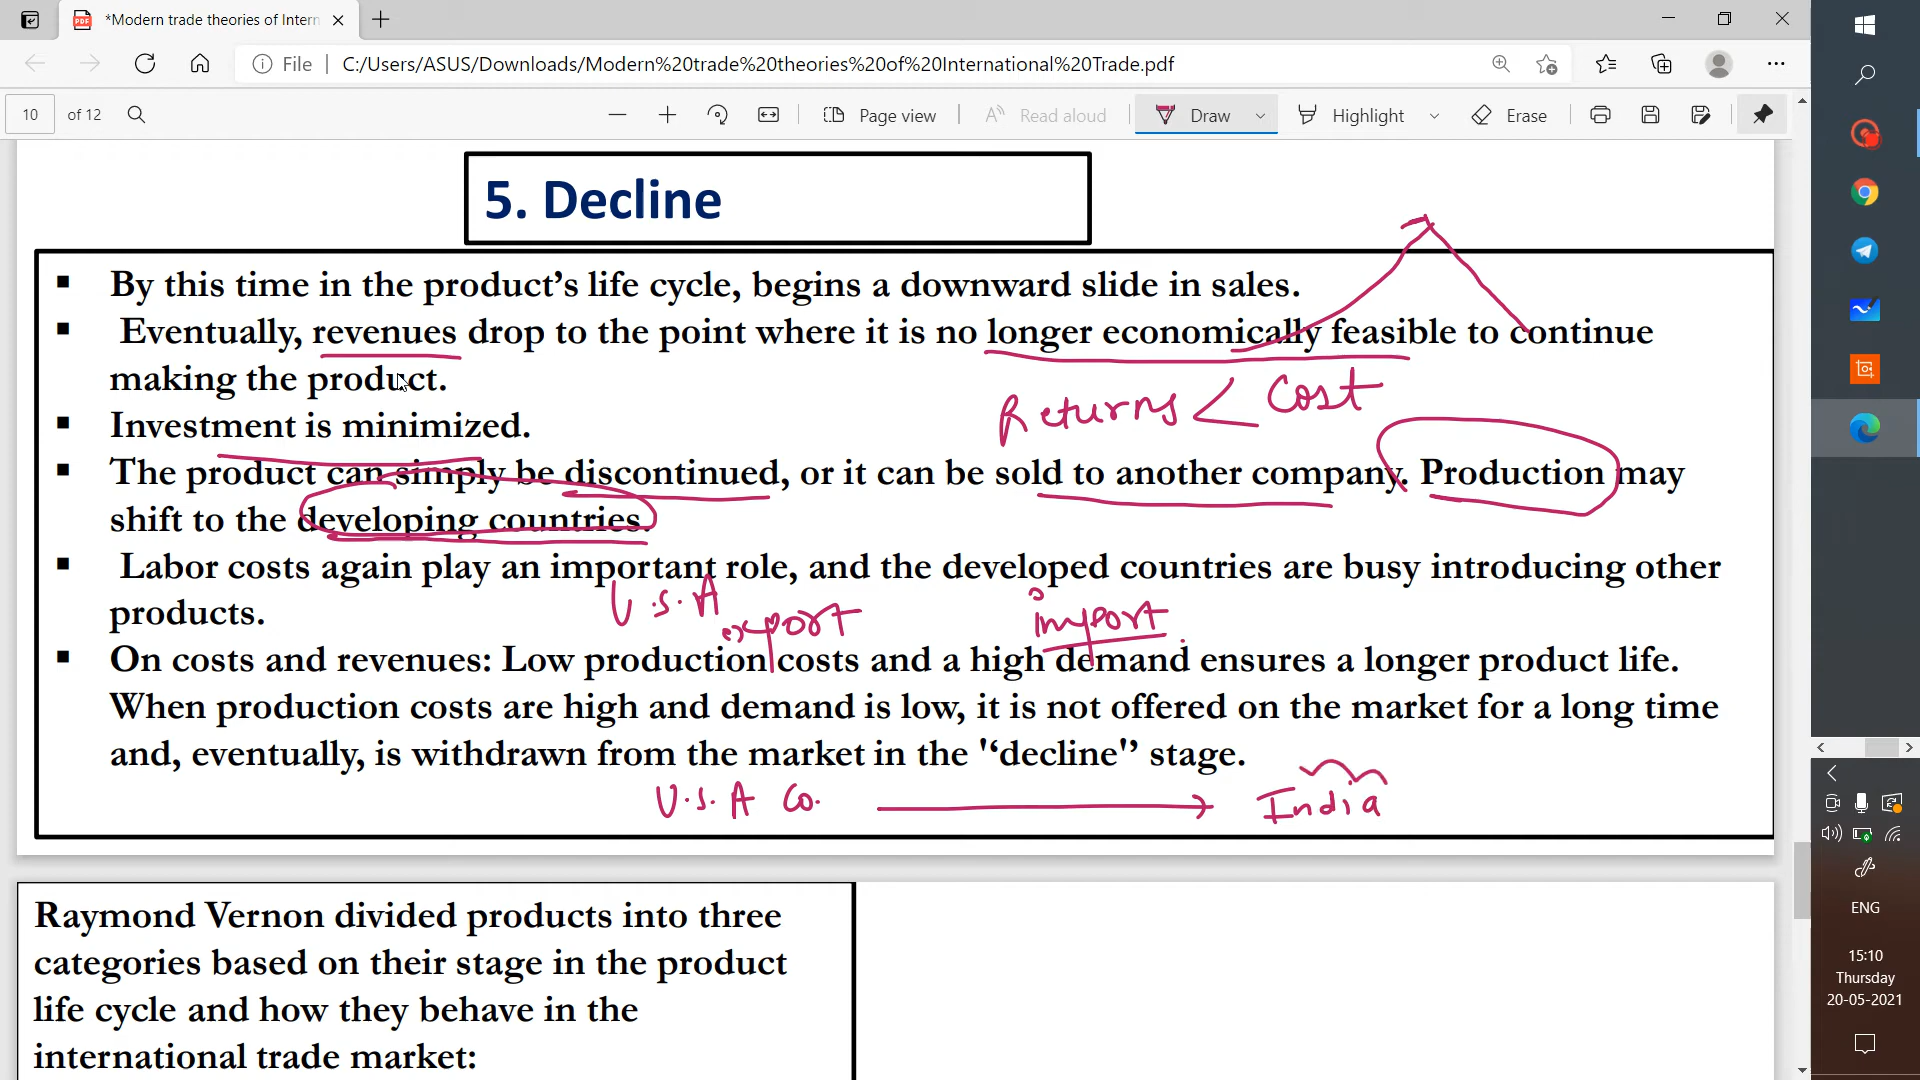 *Modern trade theories of Intern
File
C:/Users/ASUS/Downloads/Modern%20trade%20theories%20of%20International%20Trade.pdf
10 of 12
Page view
Read aloud
Draw
Highlight
Erase
5. Decline
▪ By this time in the product’s life cycle, begins a downward slide in sales.
▪ Eventually, revenues drop to the point where it is no longer economically feasible to continue
making the product.
Returns < Cost
▪ Investment is minimized.
▪ The product can simply be discontinued, or it can be sold to another company. Production may
shift to the developing countries.
▪ Labor costs again play an important role, and the developed countries are busy introducing other
products.
U.S.A export import
▪ On costs and revenues: Low production costs and a high demand ensures a longer product life.
When production costs are high and demand is low, it is not offered on the market for a long time
and, eventually, is withdrawn from the market in the "‘decline" stage.
U.S.A Co. → India
Raymond Vernon divided products into three
categories based on their stage in the product
life cycle and how they behave in the
international trade market:
ENG
15:10
Thursday
20-05-2021